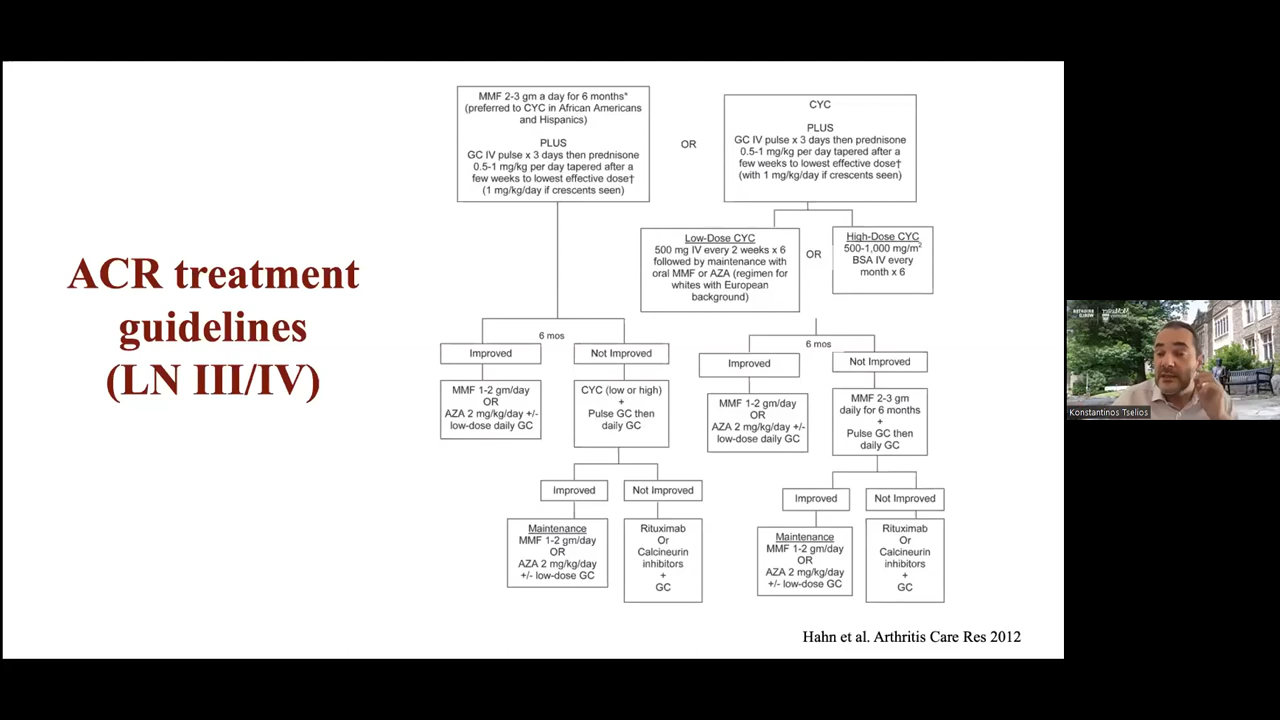 ACR treatment
guidelines
(LN III/IV)
MMF 2-3 gm a day for 6 months*
(preferred to CYC in African Americans
and Hispanics)
PLUS
GC IV pulse x 3 days then prednisone
0.5-1 mg/kg per day tapered after a
few weeks to lowest effective dose†
(1 mg/kg/day if crescents seen)
OR
CYC
PLUS
GC IV pulse x 3 days then prednisone
0.5-1 mg/kg per day tapered after a
few weeks to lowest effective dose†
(with 1 mg/kg/day if crescents seen)
Low-Dose CYC
500 mg IV every 2 weeks x 6
followed by maintenance with
oral MMF or AZA (regimen for
whites with European
background)
OR
High-Dose CYC
500-1,000 mg/m²
BSA IV every
month x 6
6 mos
Improved
Not Improved
MMF 1-2 gm/day
OR
AZA 2 mg/kg/day +/-
low-dose daily GC
CYC (low or high)
+
Pulse GC then
daily GC
Improved
Not Improved
Maintenance
MMF 1-2 gm/day
OR
AZA 2 mg/kg/day
+/- low-dose GC
Rituximab
Or
Calcineurin
inhibitors
+
GC
6 mos
Improved
Not Improved
MMF 1-2 gm/day
OR
AZA 2 mg/kg/day +/-
low-dose daily GC
MMF 2-3 gm
daily for 6 months
+
Pulse GC then
daily GC
Improved
Not Improved
Maintenance
MMF 1-2 gm/day
OR
AZA 2 mg/kg/day
+/- low-dose GC
Rituximab
Or
Calcineurin
inhibitors
+
GC
Hahn et al. Arthritis Care Res 2012
Konstantinos Tselios